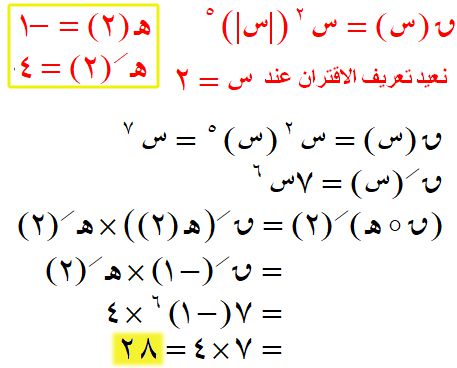 ق(س) = س^٢ (|س|)^٥
هـ(٢) = –١
هـ´(٢) = ٤
نعيد تعريف الاقتران عند س = ٢
ق(س) = س^٢ (س)^٥ = س^٧
ق´(س) = ٧س^٦
(ق ∘ هـ)´(٢) = ق´(هـ(٢)) × هـ´(٢)
= ق´(–١) × هـ´(٢)
= ٧(–١)^٦ × ٤
= ٧ × ٤ = ٢٨